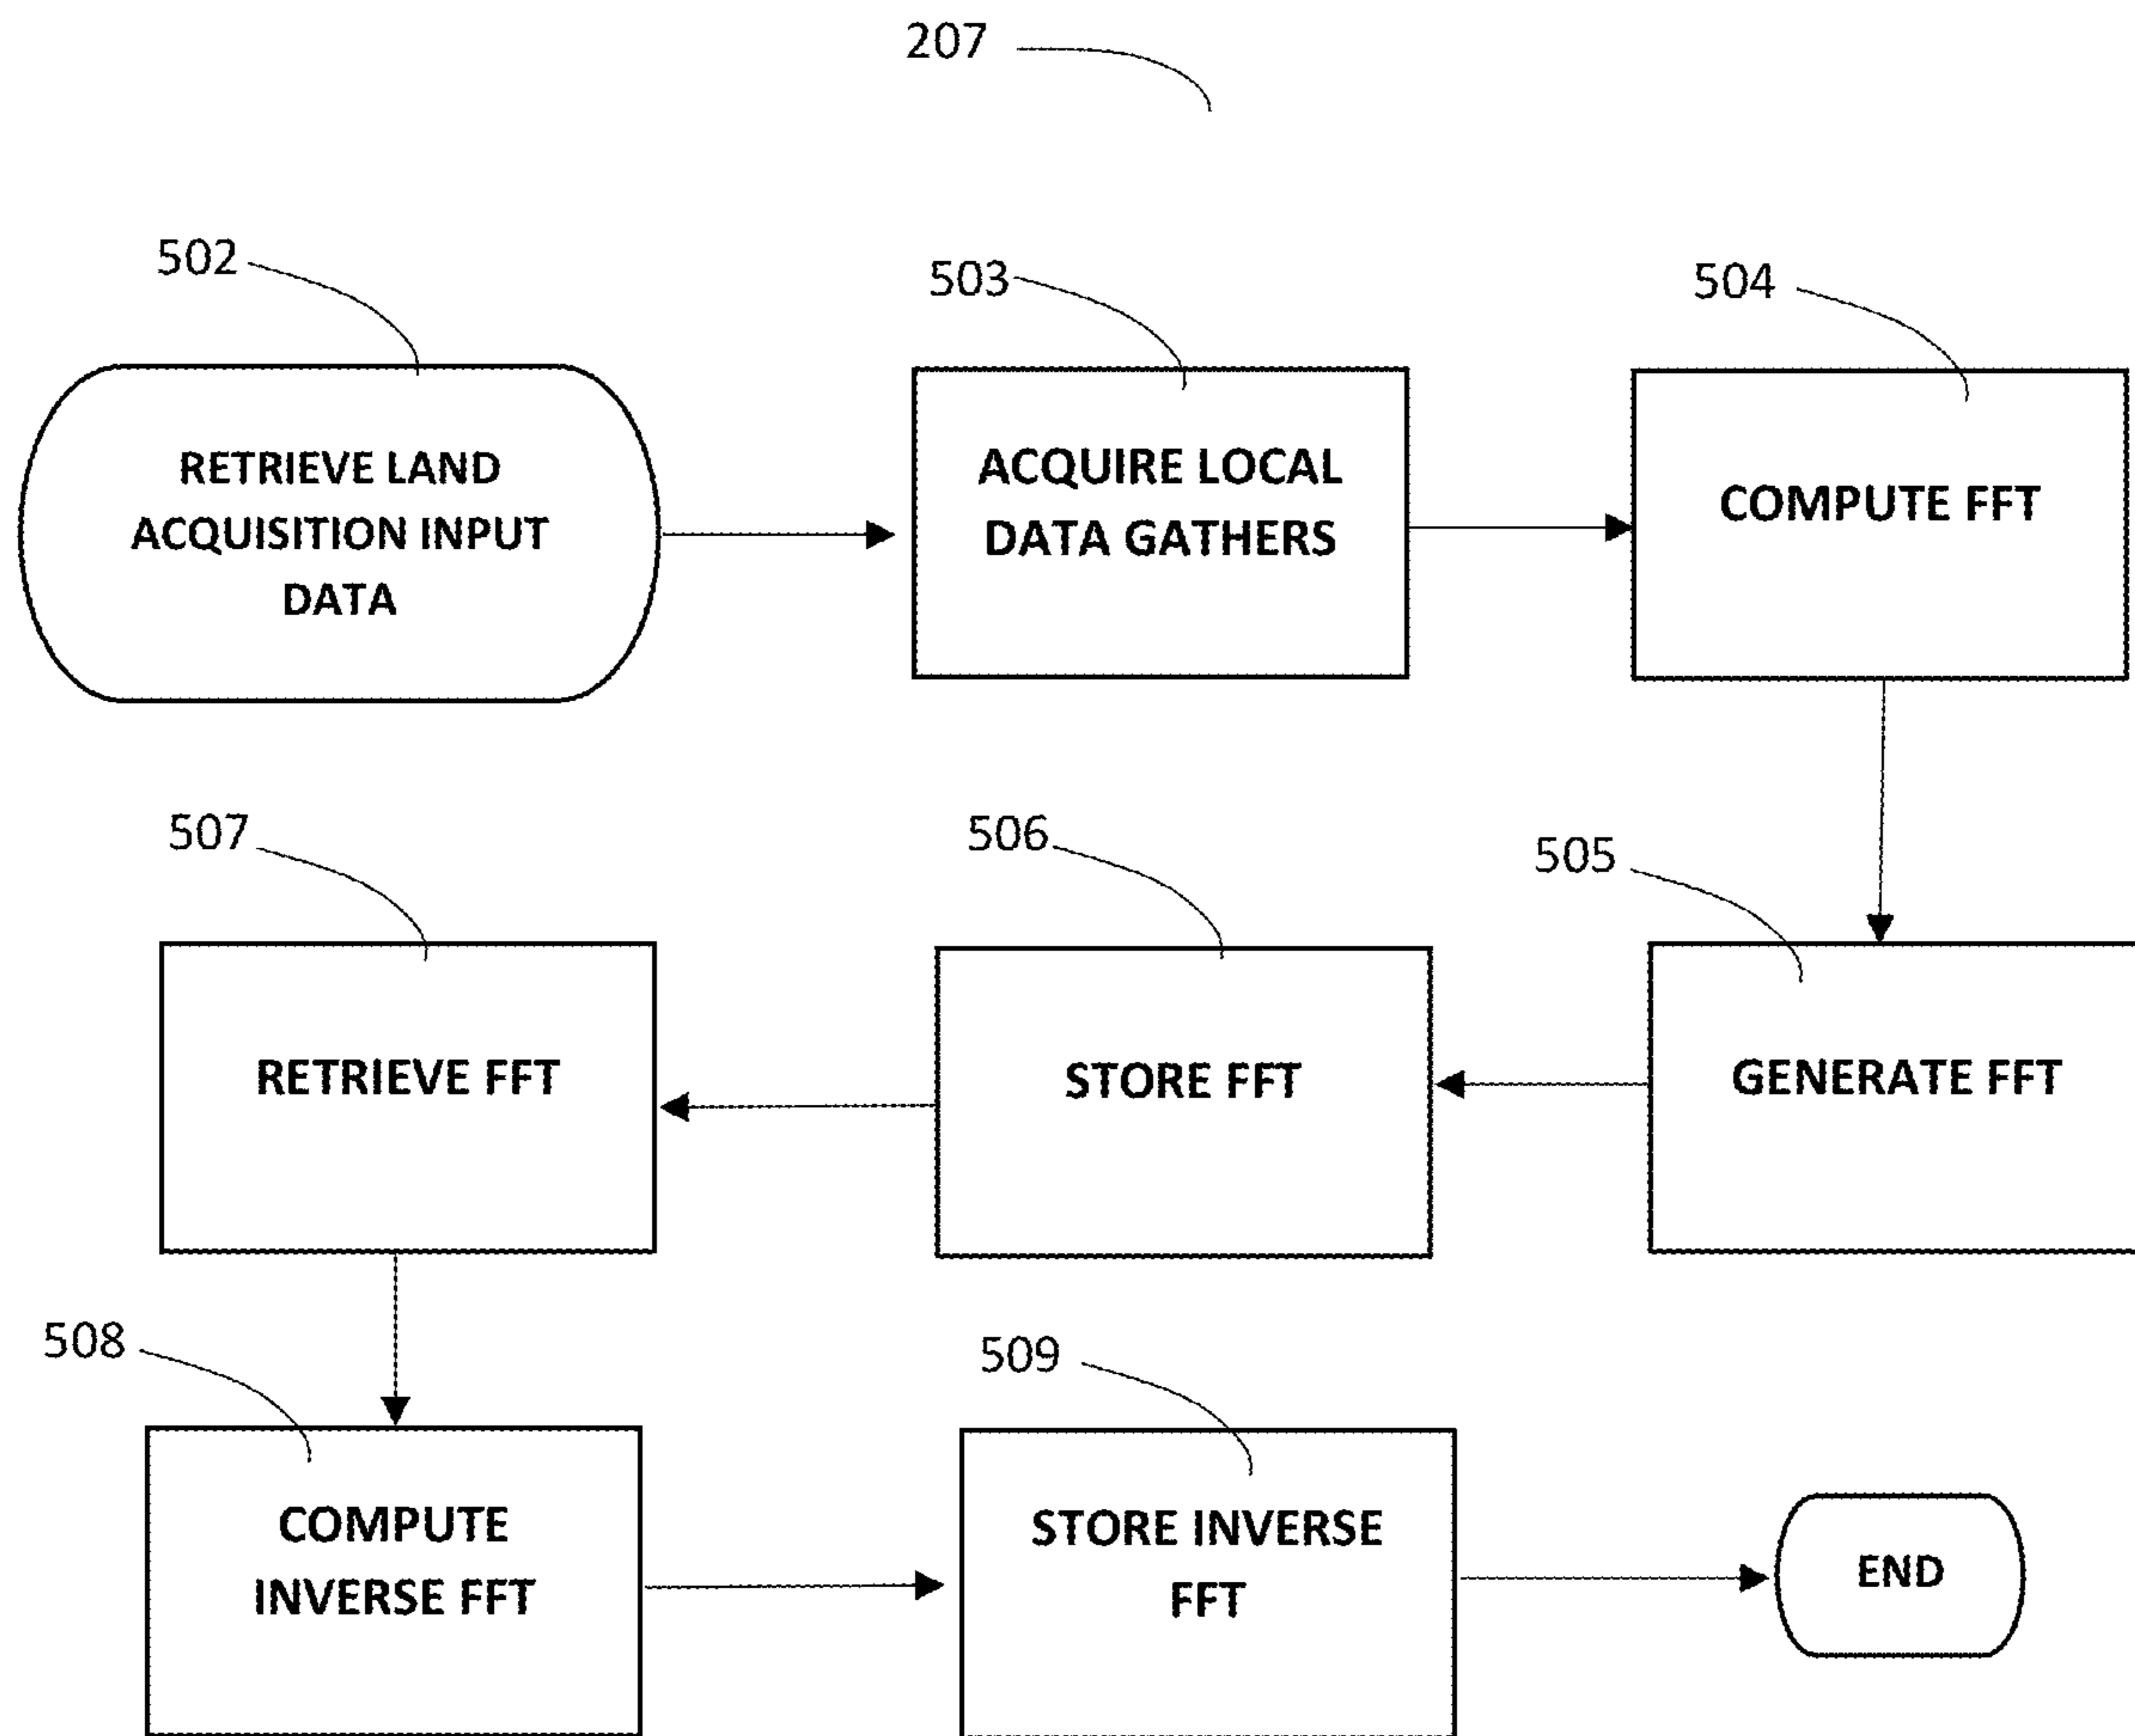 207
502
RETRIEVE LAND
ACQUISITION INPUT
DATA
503
ACQUIRE LOCAL
DATA GATHERS
504
COMPUTE FFT
507
RETRIEVE FFT
506
STORE FFT
505
GENERATE FFT
508
COMPUTE
INVERSE FFT
509
STORE INVERSE
FFT
END